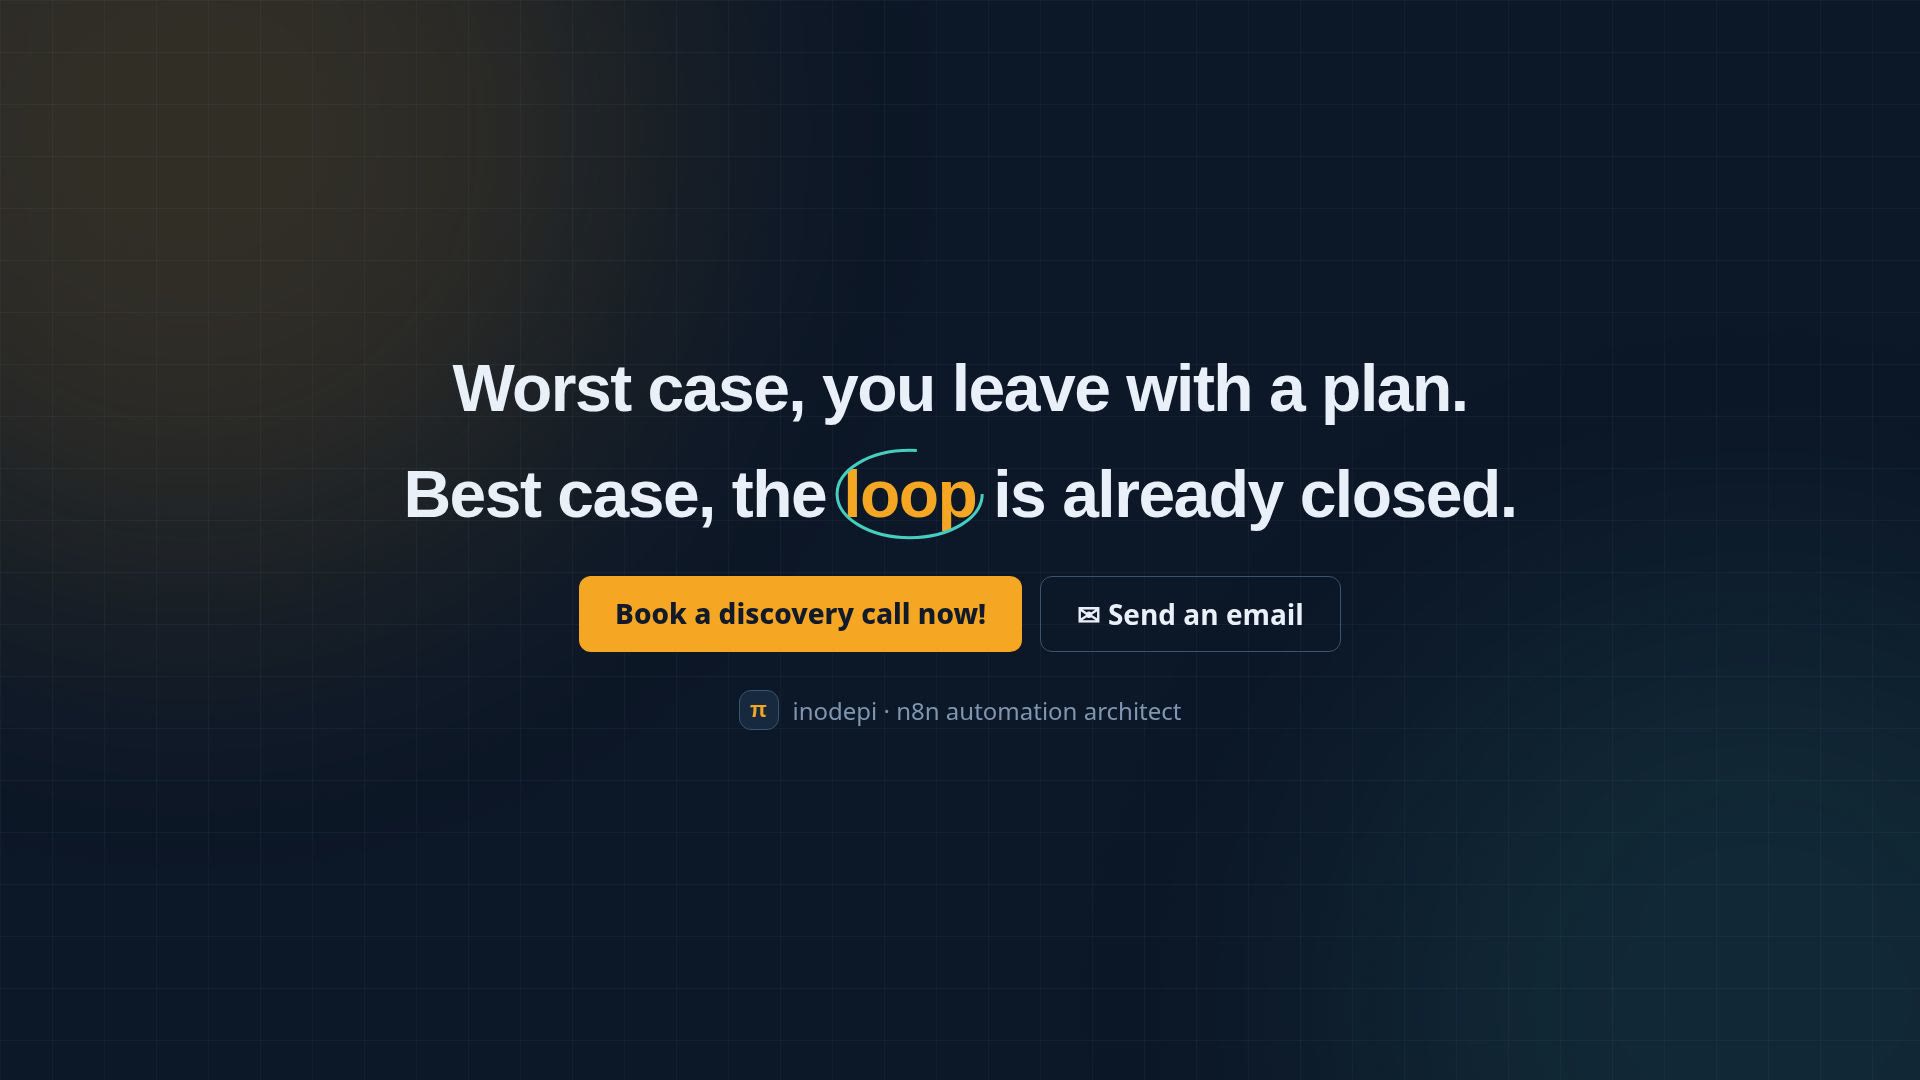 Worst case, you leave with a plan.
Best case, the loop is already closed.
Book a discovery call now!
✉ Send an email
π inodepi · n8n automation architect